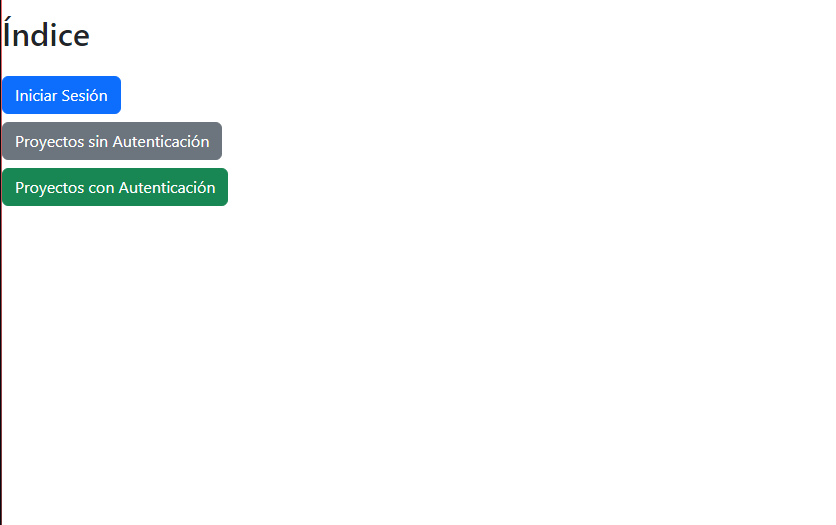 Índice
Iniciar Sesión
Proyectos sin Autenticación
Proyectos con Autenticación